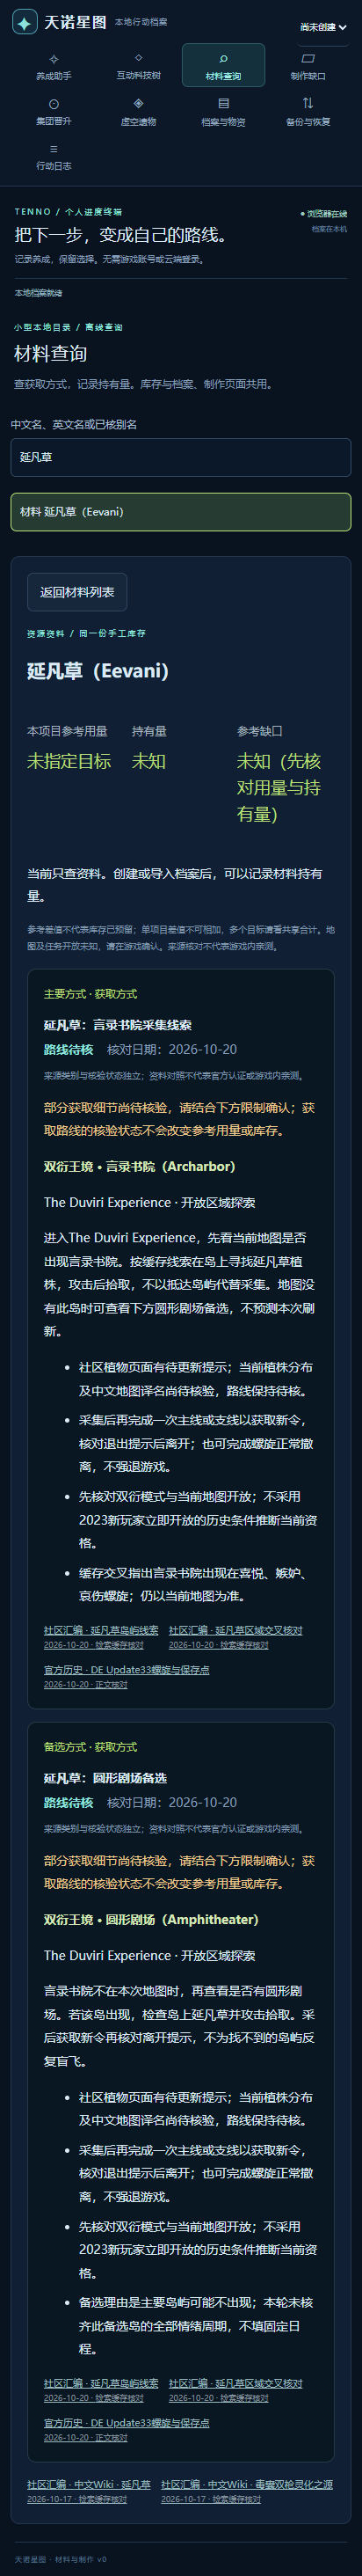 天诺星图 本地行动档案
尚未创建
养成助手
互动科技树
材料查询
制作缺口
集团晋升
虚空遗物
档案与物资
备份与恢复
行动日志
TENNO / 个人进度终端
浏览器在线
把下一步，变成自己的路线。
档案在本机
记录养成，保留选择。无需游戏账号或云端登录。
本地档案就绪
小型本地目录 / 离线查询
材料查询
查获取方式，记录持有量。库存与档案、制作页面共用。
中文名、英文名或已核别名
延凡草
材料 延凡草（Eevani）
返回材料列表
资源资料 / 同一份手工库存
延凡草（Eevani）
本项目参考用量
持有量
参考缺口
未指定目标
未知
未知（先核
对用量与持
有量）
当前只查资料。创建或导入档案后，可以记录材料持有
量。
参考差值不代表库存已预留；单项目差值不可相加，多个目标请看共享合计。地
图及任务开放未知，请在游戏确认。来源核对不代表游戏内亲测。
主要方式 · 获取方式
延凡草：言录书院采集线索
路线待核 核对日期：2026-10-20
来源类别与核验状态独立；资料对照不代表官方认证或游戏内亲测。
部分获取细节尚待核验，请结合下方限制确认；获
取路线的核验状态不会改变参考用量或库存。
双衍王境 • 言录书院（Archarbor）
The Duviri Experience · 开放区域探索
进入The Duviri Experience，先看当前地图是否
出现言录书院。按缓存线索在岛上寻找延凡草植
株，攻击后拾取，不以抵达岛屿代替采集。地图没
有此岛时可查看下方圆形剧场备选，不预测本次刷
新。
• 社区植物页面有待更新提示；当前植株分布
及中文地图译名尚待核验，路线保持待核。
• 采集后再完成一次主线或支线以获取新令，
核对退出提示后离开；也可完成螺旋正常撤
离，不强退游戏。
• 先核对双衍模式与当前地图开放；不采用
2023新玩家立即开放的历史条件推断当前资
格。
• 缓存交叉指出言录书院出现在喜悦、嫉妒、
哀伤螺旋；仍以当前地图为准。
社区汇编 · 延凡草岛屿线索 社区汇编 · 延凡草区域交叉核对
2026-10-20 · 检索缓存核对 2026-10-20 · 检索缓存核对
官方历史 · DE Update33螺旋与保存点
2026-10-20 · 正文核对
备选方式 · 获取方式
延凡草：圆形剧场备选
路线待核 核对日期：2026-10-20
来源类别与核验状态独立；资料对照不代表官方认证或游戏内亲测。
部分获取细节尚待核验，请结合下方限制确认；获
取路线的核验状态不会改变参考用量或库存。
双衍王境 • 圆形剧场（Amphitheater）
The Duviri Experience · 开放区域探索
言录书院不在本次地图时，再查看是否有圆形剧
场。若该岛出现，检查岛上延凡草并攻击拾取。采
后获取新令再核对离开提示，不为找不到的岛屿反
复盲飞。
• 社区植物页面有待更新提示；当前植株分布
及中文地图译名尚待核验，路线保持待核。
• 采集后再完成一次主线或支线以获取新令，
核对退出提示后离开；也可完成螺旋正常撤
离，不强退游戏。
• 先核对双衍模式与当前地图开放；不采用
2023新玩家立即开放的历史条件推断当前资
格。
• 备选理由是主要岛屿可能不出现；本轮未核
齐此备选岛的全部情绪周期，不填固定日
程。
社区汇编 · 延凡草岛屿线索 社区汇编 · 延凡草区域交叉核对
2026-10-20 · 检索缓存核对 2026-10-20 · 检索缓存核对
官方历史 · DE Update33螺旋与保存点
2026-10-20 · 正文核对
社区汇编 · 中文Wiki · 延凡草 社区汇编 · 中文Wiki · 毒囊双枪灵化之源
2026-10-17 · 检索缓存核对 2026-10-17 · 检索缓存核对
天诺星图 · 材料与制作 v0